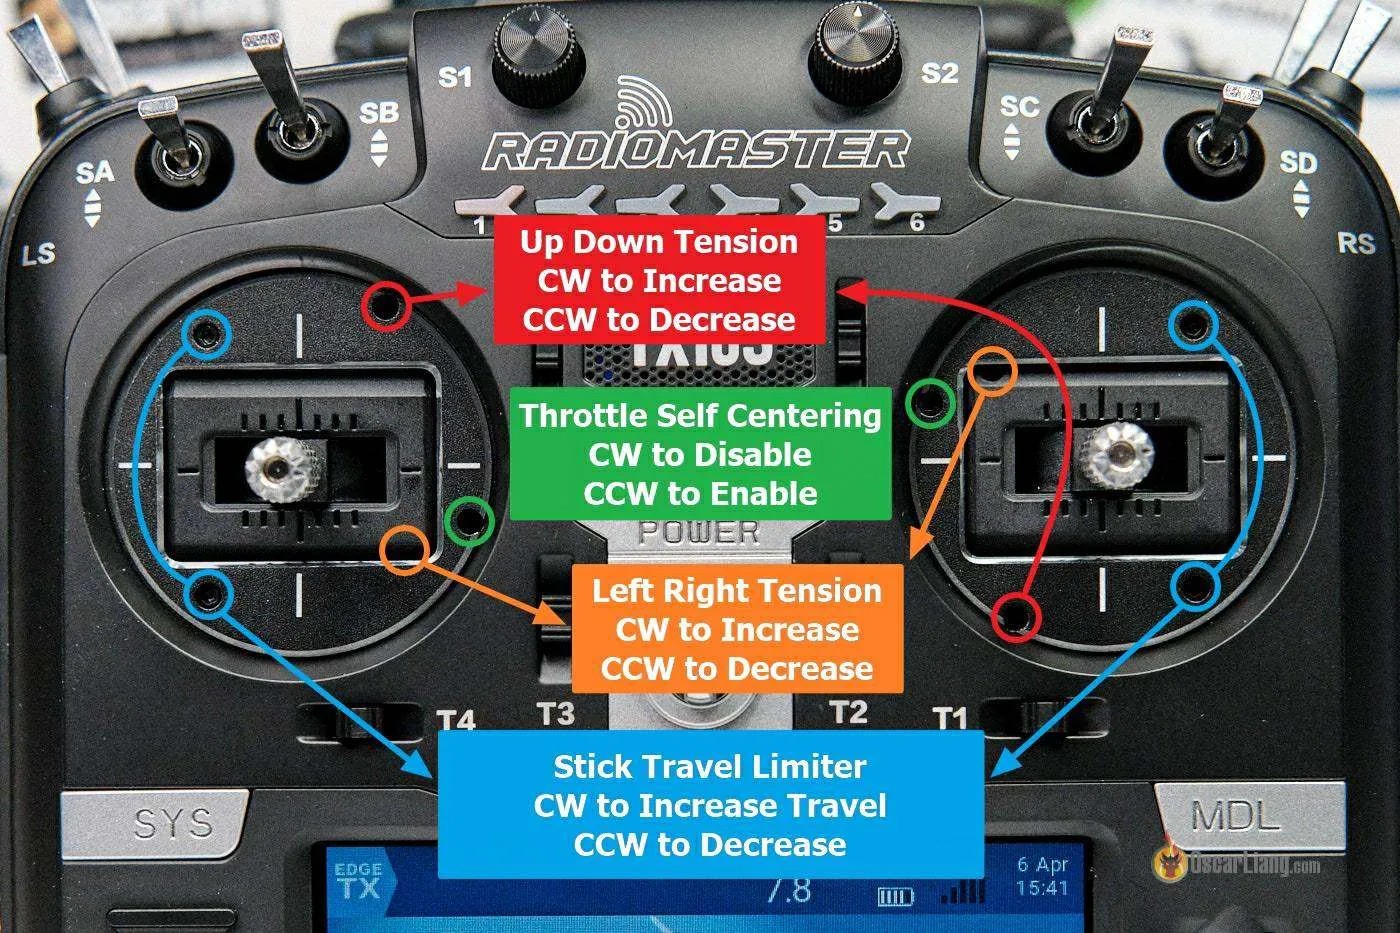 S1
S2
SB
SC
RADIOMASTER
SA
SD
LS
RS
1
5
6
Up Down Tension
CW to Increase
CCW to Decrease
Throttle Self Centering
CW to Disable
CCW to Enable
POWER
Left Right Tension
CW to Increase
CCW to Decrease
T4
T3
T2
T1
Stick Travel Limiter
CW to Increase Travel
CCW to Decrease
SYS
MDL
OscarLiang.com
EDGE
TX
7.8
6 Apr
15:41